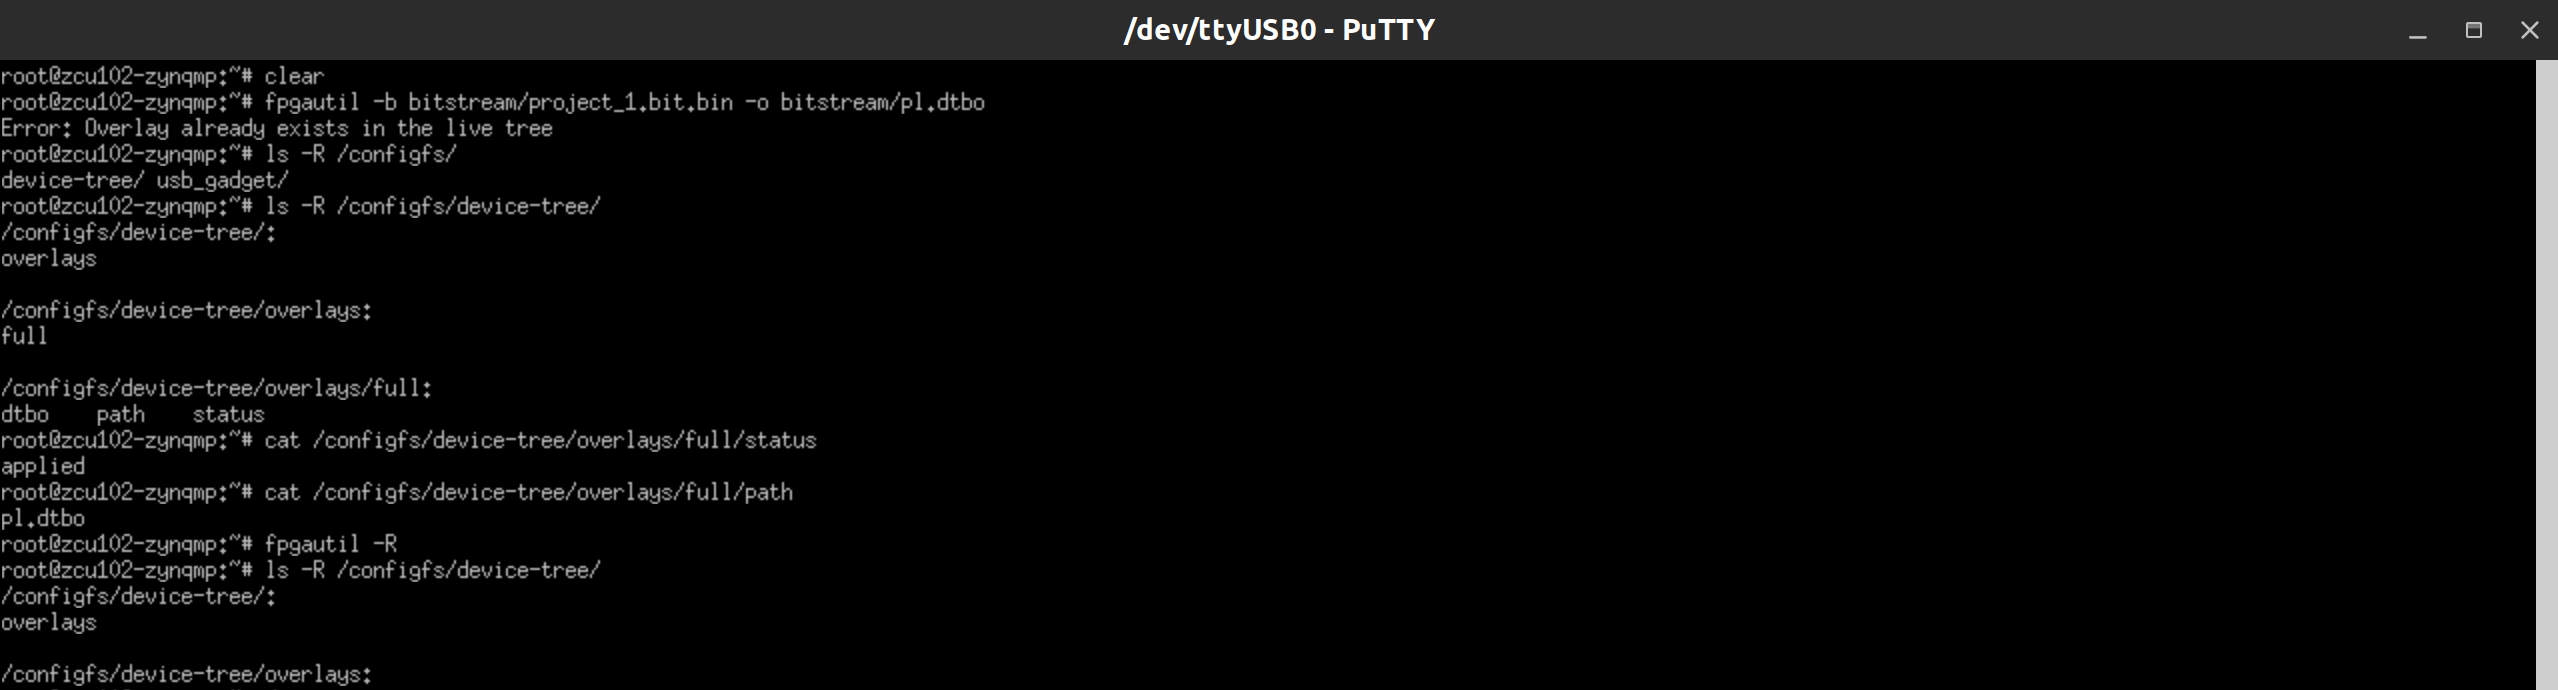 /dev/ttyUSB0 - PuTTY
root@zcu102-zynqmp:~# clear
root@zcu102-zynqmp:~# fpgautil -b bitstream/project_1.bit.bin -o bitstream/pl.dtbo
Error: Overlay already exists in the live tree
root@zcu102-zynqmp:~# ls -R /configfs/
device-tree/ usb_gadget/
root@zcu102-zynqmp:~# ls -R /configfs/device-tree/
/configfs/device-tree/:
overlays

/configfs/device-tree/overlays:
full

/configfs/device-tree/overlays/full:
dtbo    path    status
root@zcu102-zynqmp:~# cat /configfs/device-tree/overlays/full/status
applied
root@zcu102-zynqmp:~# cat /configfs/device-tree/overlays/full/path
pl.dtbo
root@zcu102-zynqmp:~# fpgautil -R
root@zcu102-zynqmp:~# ls -R /configfs/device-tree/
/configfs/device-tree/:
overlays

/configfs/device-tree/overlays: